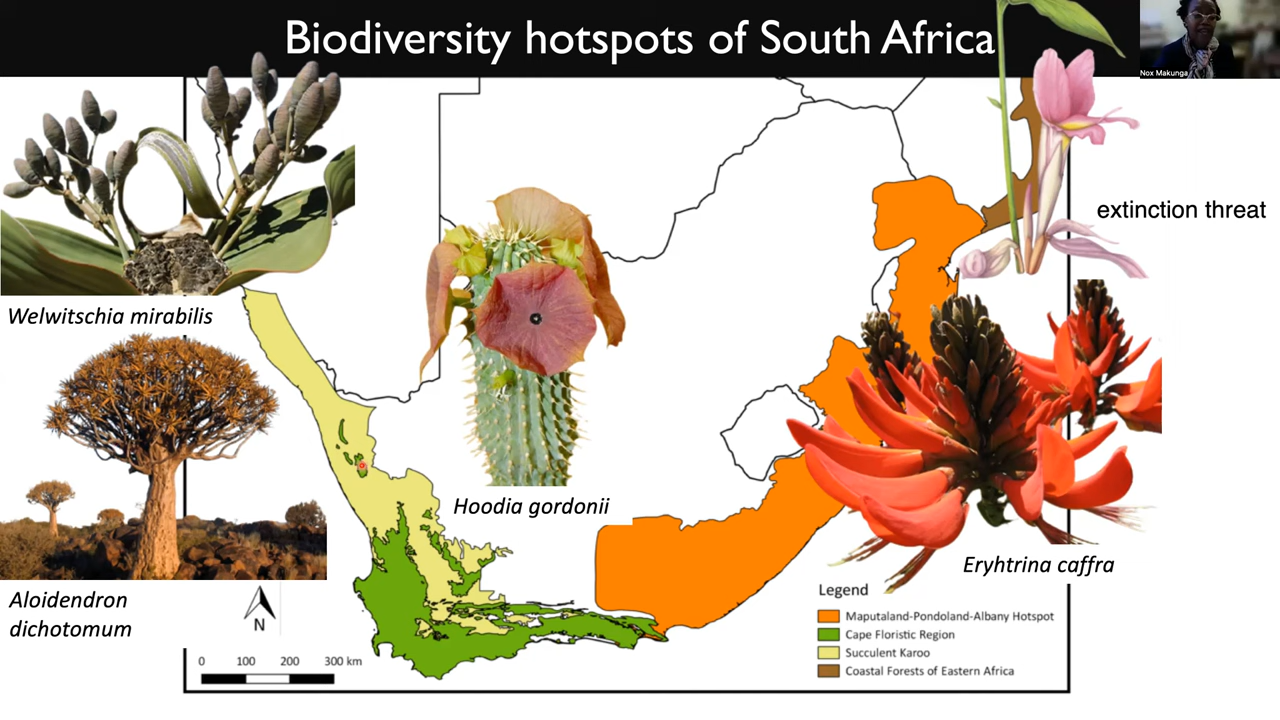 Biodiversity hotspots of South Africa
Nox Makunga
extinction threat
Welwitschia mirabilis
Hoodia gordonii
Eryhtrina caffra
Aloidendron
dichotomum
N
0 100 200 300 km
Legend
Maputaland-Pondoland-Albany Hotspot
Cape Floristic Region
Succulent Karoo
Coastal Forests of Eastern Africa